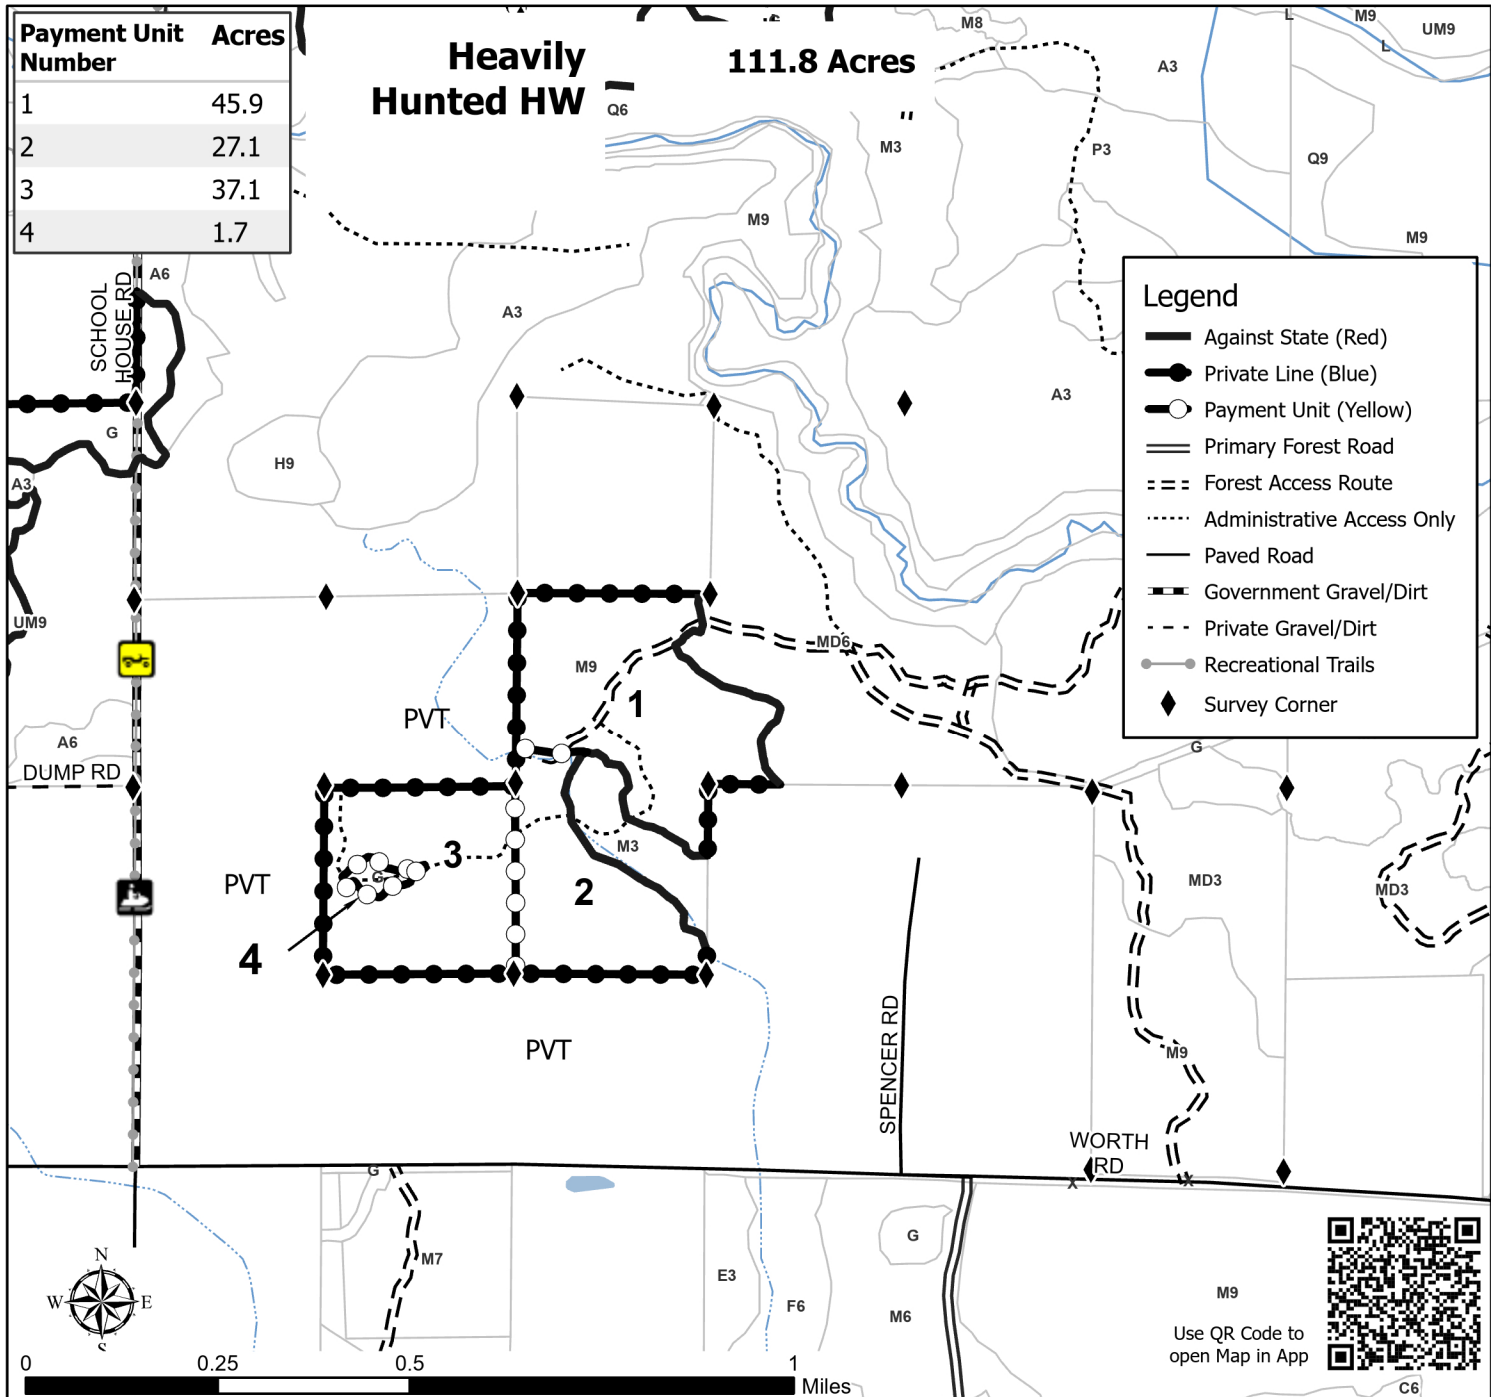 Payment Unit Number Acres
1 45.9
2 27.1
3 37.1
4 1.7
Heavily
Hunted HW
111.8 Acres
M8
M9
UM9
L
L
A3
Q6
M3
P3
Q9
M9
M9
A6
SCHOOL
HOUSE RD
A3
A3
G
H9
A3
UM9
Legend
Against State (Red)
Private Line (Blue)
Payment Unit (Yellow)
Primary Forest Road
Forest Access Route
Administrative Access Only
Paved Road
Government Gravel/Dirt
Private Gravel/Dirt
Recreational Trails
Survey Corner
MD6
M9
1
PVT
A6
DUMP RD
G
M3
3
G
2
PVT
4
MD3
MD3
PVT
SPENCER RD
M9
WORTH
RD
X
X
G
M7
G
E3
F6
M6
M9
N
W
E
S
Use QR Code to
open Map in App
C6
0 0.25 0.5 1
Miles